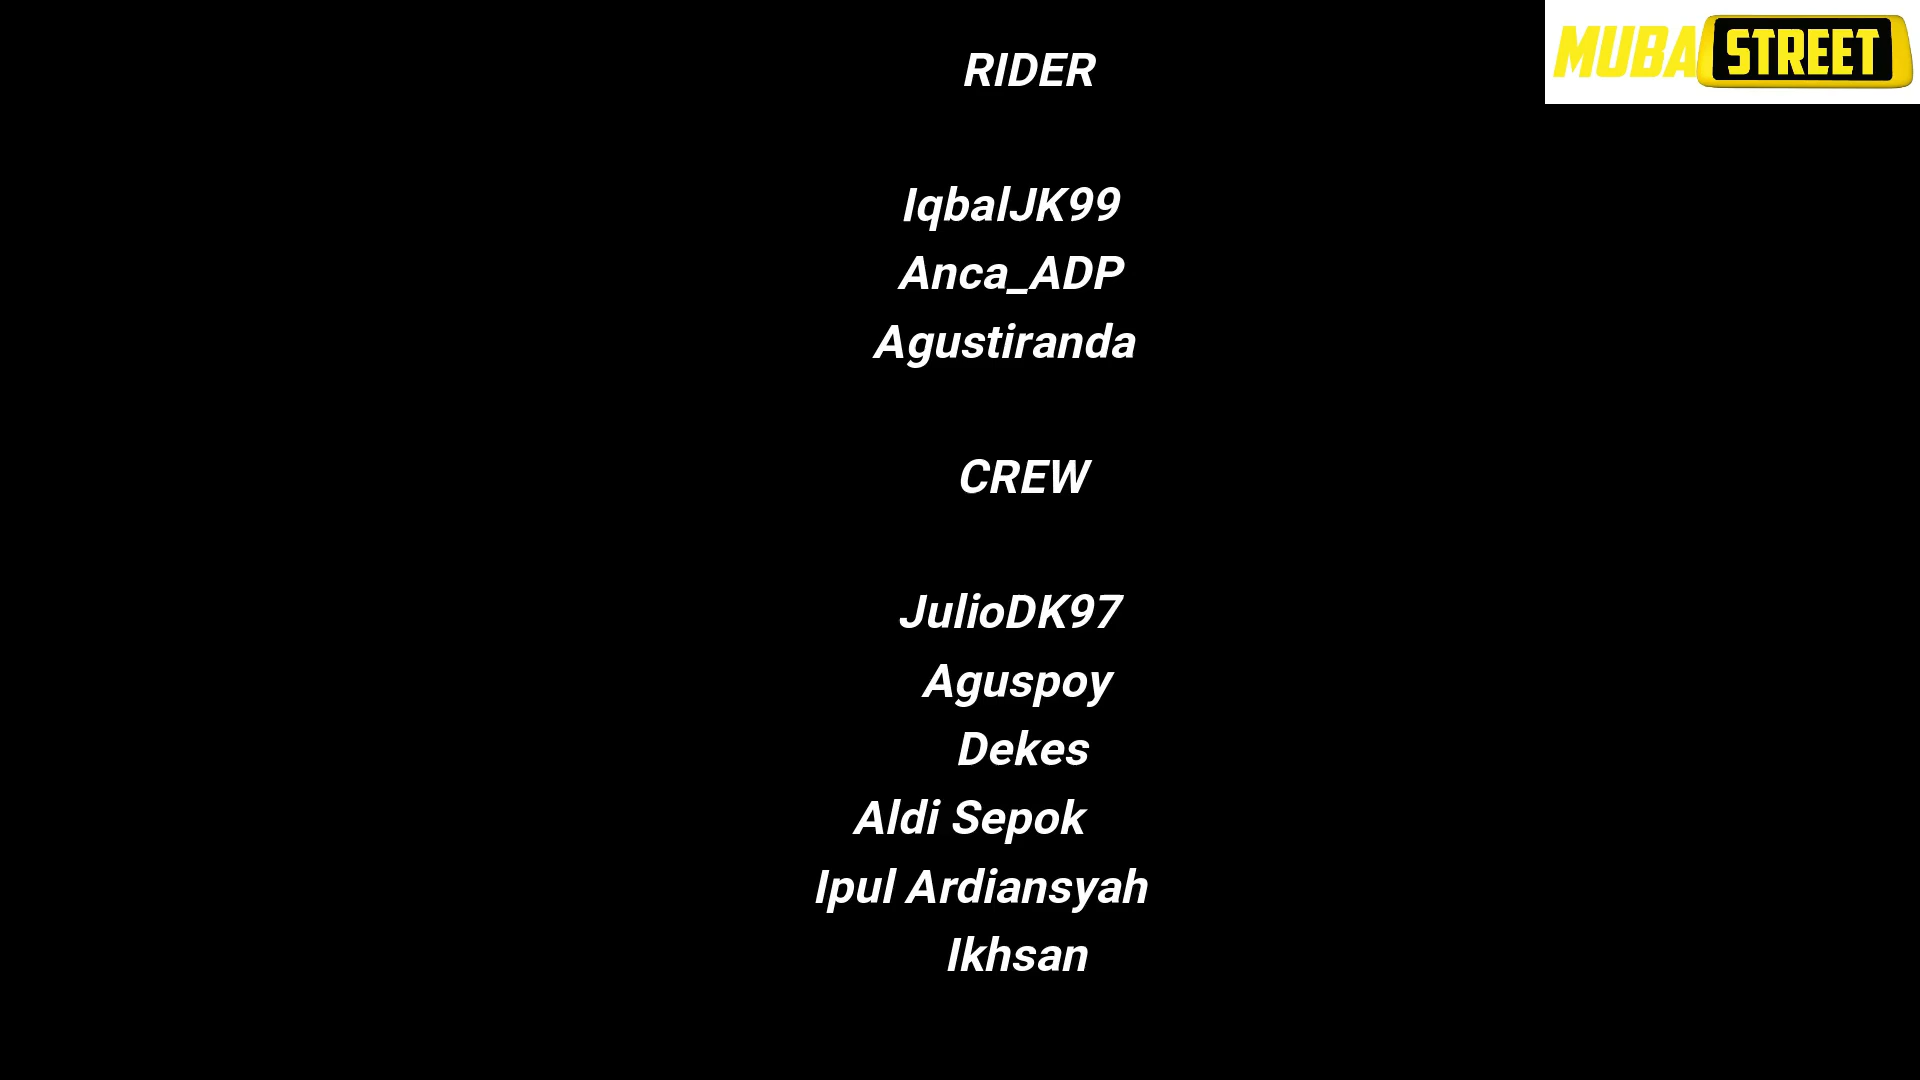 MUBA STREET
RIDER
IqbalJK99
Anca_ADP
Agustiranda
CREW
JulioDK97
Aguspoy
Dekes
Aldi Sepok
Ipul Ardiansyah
Ikhsan